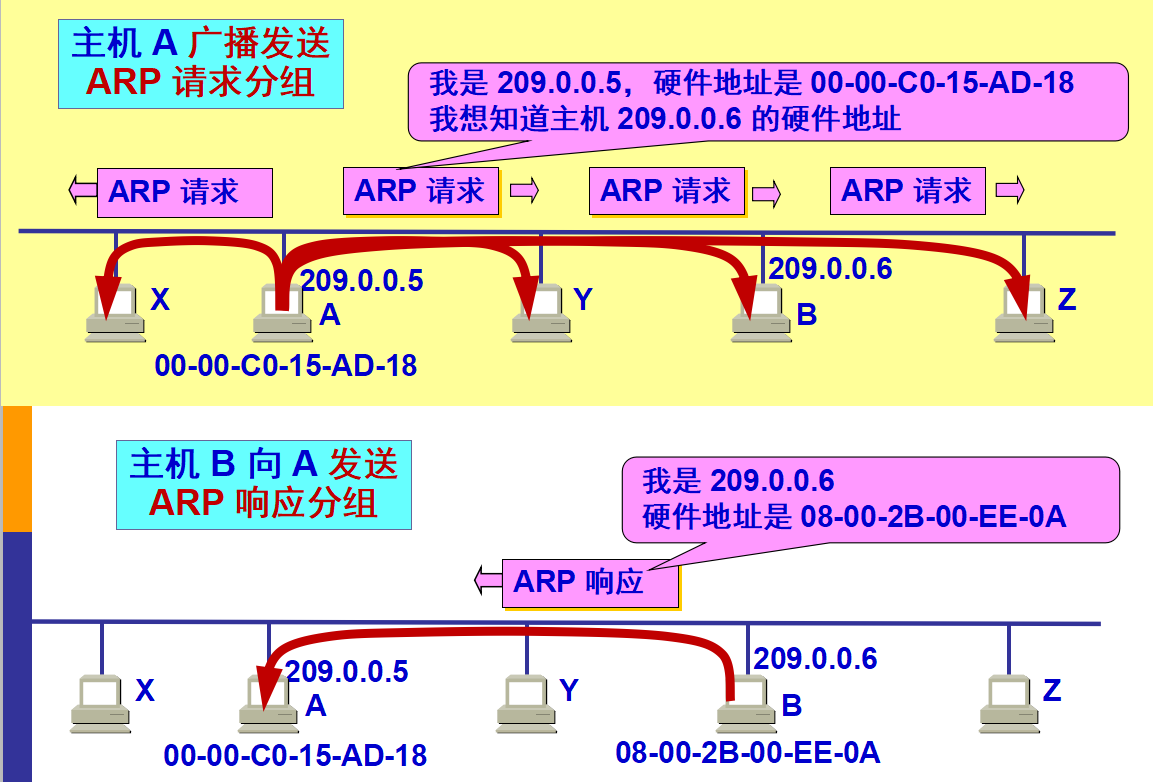 主机 A 广播发送
ARP 请求分组
我是 209.0.0.5，硬件地址是 00-00-C0-15-AD-18
我想知道主机 209.0.0.6 的硬件地址
ARP 请求
ARP 请求
ARP 请求
ARP 请求
209.0.0.5
209.0.0.6
X
A
Y
B
Z
00-00-C0-15-AD-18
主机 B 向 A 发送
ARP 响应分组
我是 209.0.0.6
硬件地址是 08-00-2B-00-EE-0A
ARP 响应
209.0.0.5
209.0.0.6
X
A
Y
B
Z
00-00-C0-15-AD-18
08-00-2B-00-EE-0A